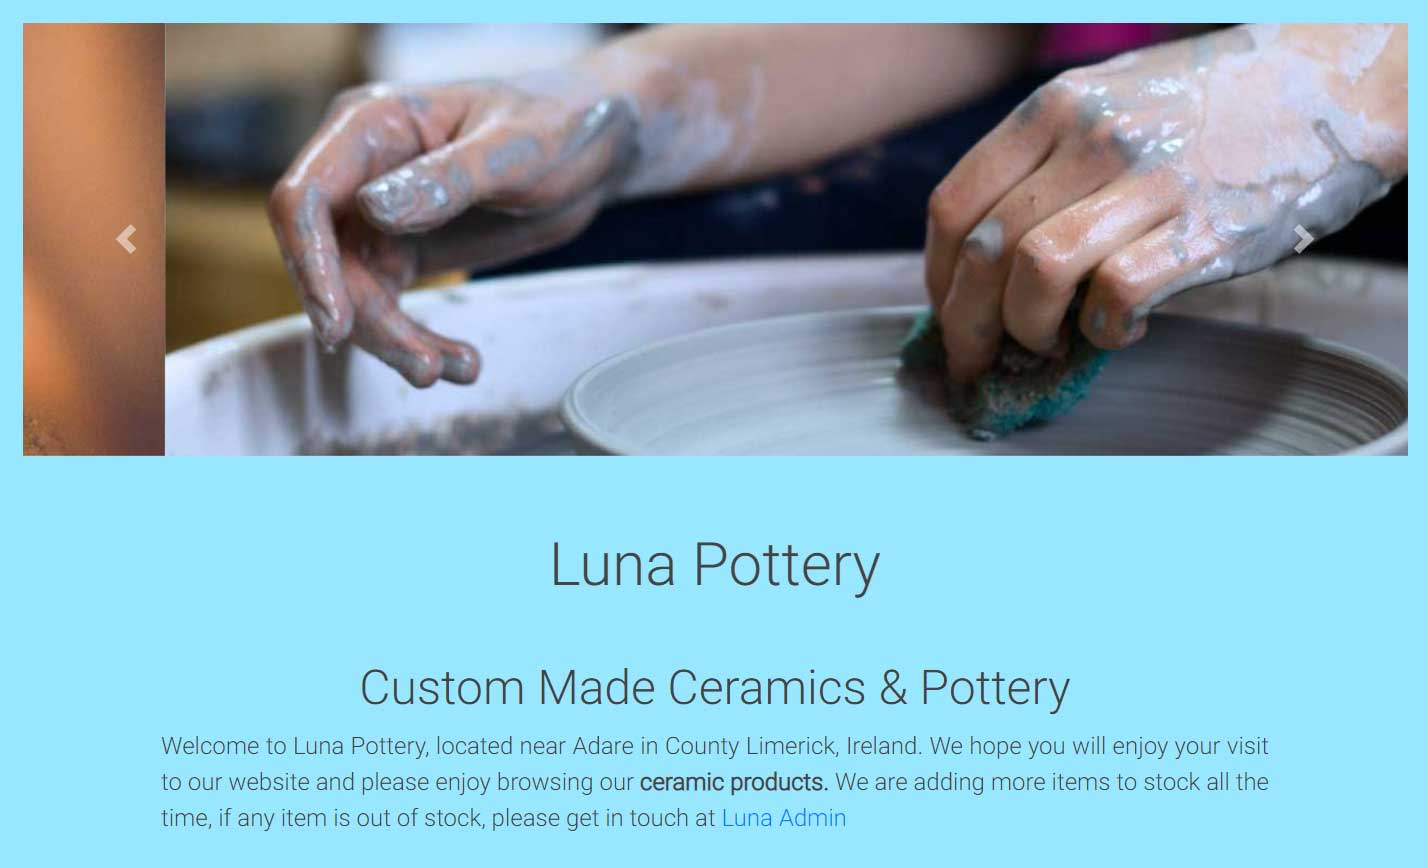 Luna Pottery
Custom Made Ceramics & Pottery
Welcome to Luna Pottery, located near Adare in County Limerick, Ireland. We hope you will enjoy your visit
to our website and please enjoy browsing our ceramic products. We are adding more items to stock all the
time, if any item is out of stock, please get in touch at Luna Admin